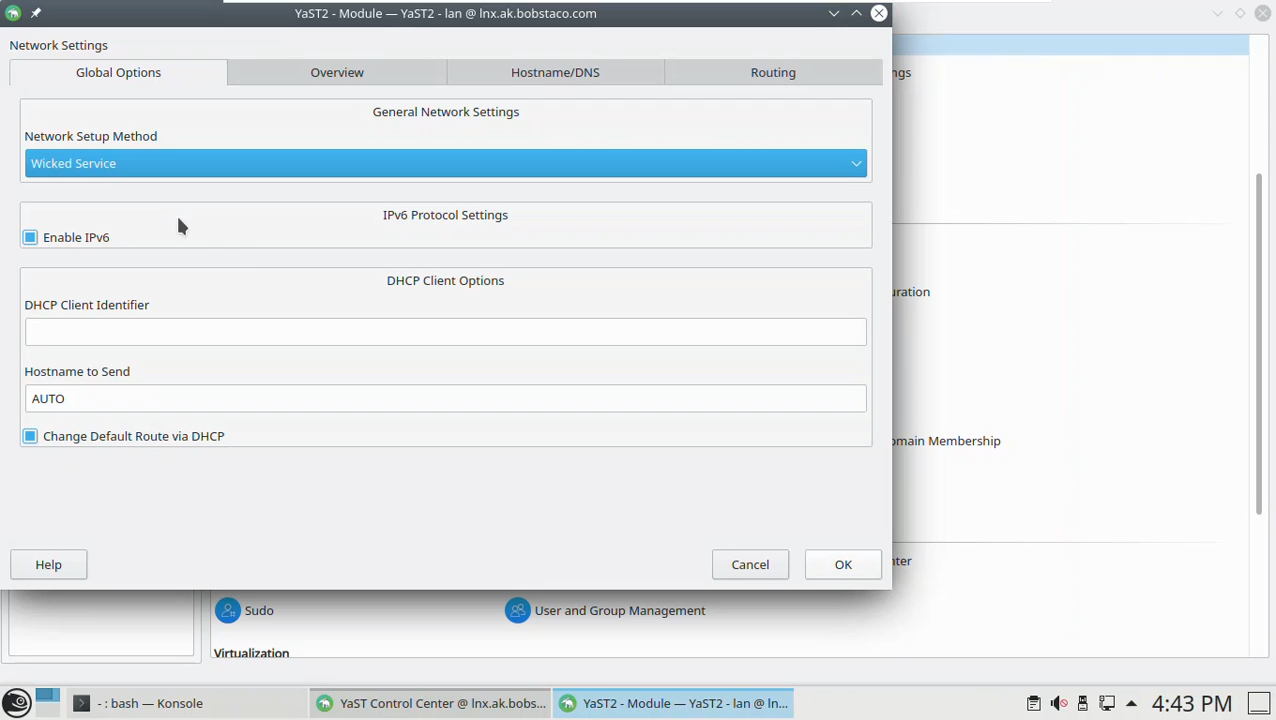 YaST2 - Module — YaST2 - lan @ lnx.ak.bobstaco.com
Network Settings
Global Options
Overview
Hostname/DNS
Routing
General Network Settings
Network Setup Method
Wicked Service
IPv6 Protocol Settings
Enable IPv6
DHCP Client Options
DHCP Client Identifier
Hostname to Send
AUTO
Change Default Route via DHCP
Help
Cancel
OK
ngs
uration
omain Membership
nter
Sudo
User and Group Management
Virtualization
- : bash — Konsole
YaST Control Center @ lnx.ak.bobs...
YaST2 - Module — YaST2 - lan @ ln...
4:43 PM